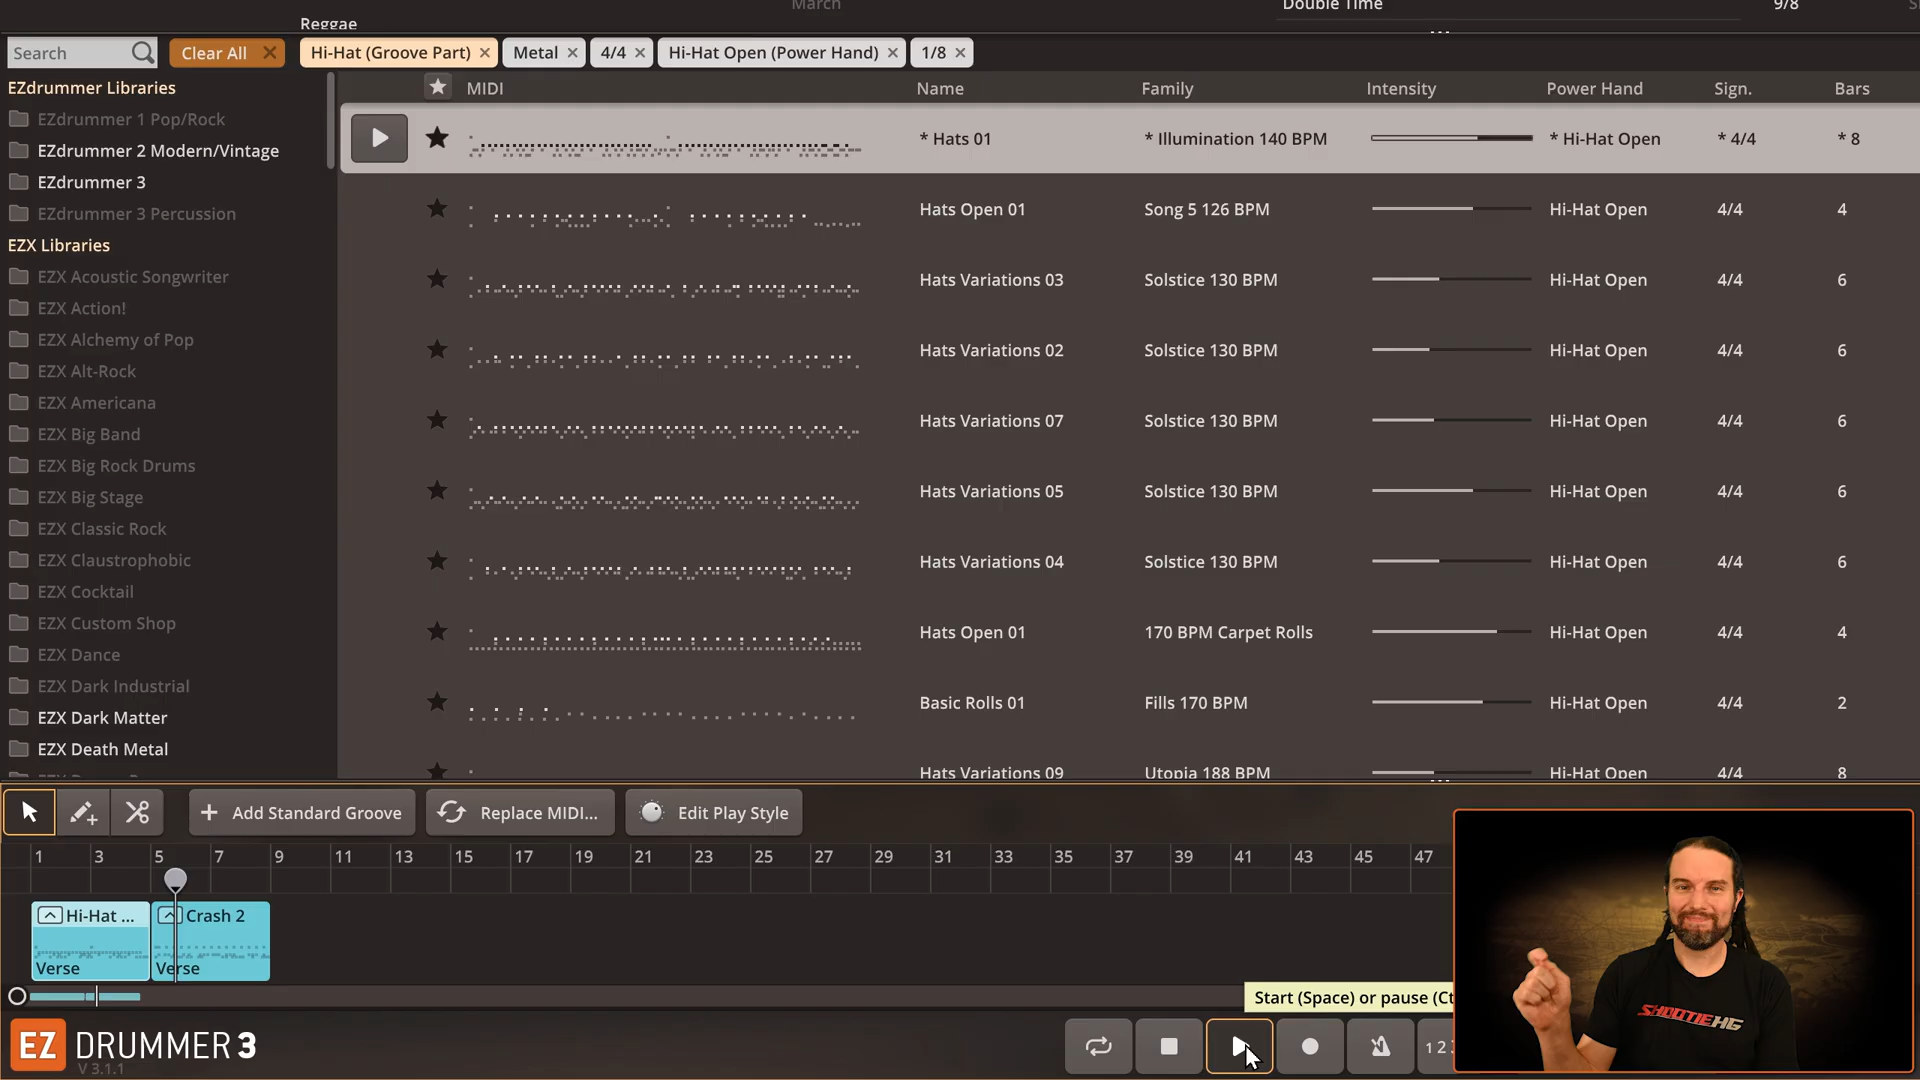 March
Double Time
9/8
Reggae
Search
Clear All
Hi-Hat (Groove Part)
Metal
4/4
Hi-Hat Open (Power Hand)
1/8
EZdrummer Libraries
EZdrummer 1 Pop/Rock
EZdrummer 2 Modern/Vintage
EZdrummer 3
EZdrummer 3 Percussion
EZX Libraries
EZX Acoustic Songwriter
EZX Action!
EZX Alchemy of Pop
EZX Alt-Rock
EZX Americana
EZX Big Band
EZX Big Rock Drums
EZX Big Stage
EZX Classic Rock
EZX Claustrophobic
EZX Cocktail
EZX Custom Shop
EZX Dance
EZX Dark Industrial
EZX Dark Matter
EZX Death Metal
MIDI Name Family Intensity Power Hand Sign. Bars
* Hats 01 * Illumination 140 BPM * Hi-Hat Open * 4/4 * 8
Hats Open 01 Song 5 126 BPM Hi-Hat Open 4/4 4
Hats Variations 03 Solstice 130 BPM Hi-Hat Open 4/4 6
Hats Variations 02 Solstice 130 BPM Hi-Hat Open 4/4 6
Hats Variations 07 Solstice 130 BPM Hi-Hat Open 4/4 6
Hats Variations 05 Solstice 130 BPM Hi-Hat Open 4/4 6
Hats Variations 04 Solstice 130 BPM Hi-Hat Open 4/4 6
Hats Open 01 170 BPM Carpet Rolls Hi-Hat Open 4/4 4
Basic Rolls 01 Fills 170 BPM Hi-Hat Open 4/4 2
Hats Variations 09 Utopia 188 BPM Hi-Hat Open 4/4 8
Add Standard Groove
Replace MIDI...
Edit Play Style
1 3 5 7 9 11 13 15 17 19 21 23 25 27 29 31 33 35 37 39 41 43 45 47
Hi-Hat ...
Verse
Crash 2
Verse
Start (Space) or pause (Ct
EZ DRUMMER 3
V 3.1.1
1 2
SHOOTIEHG